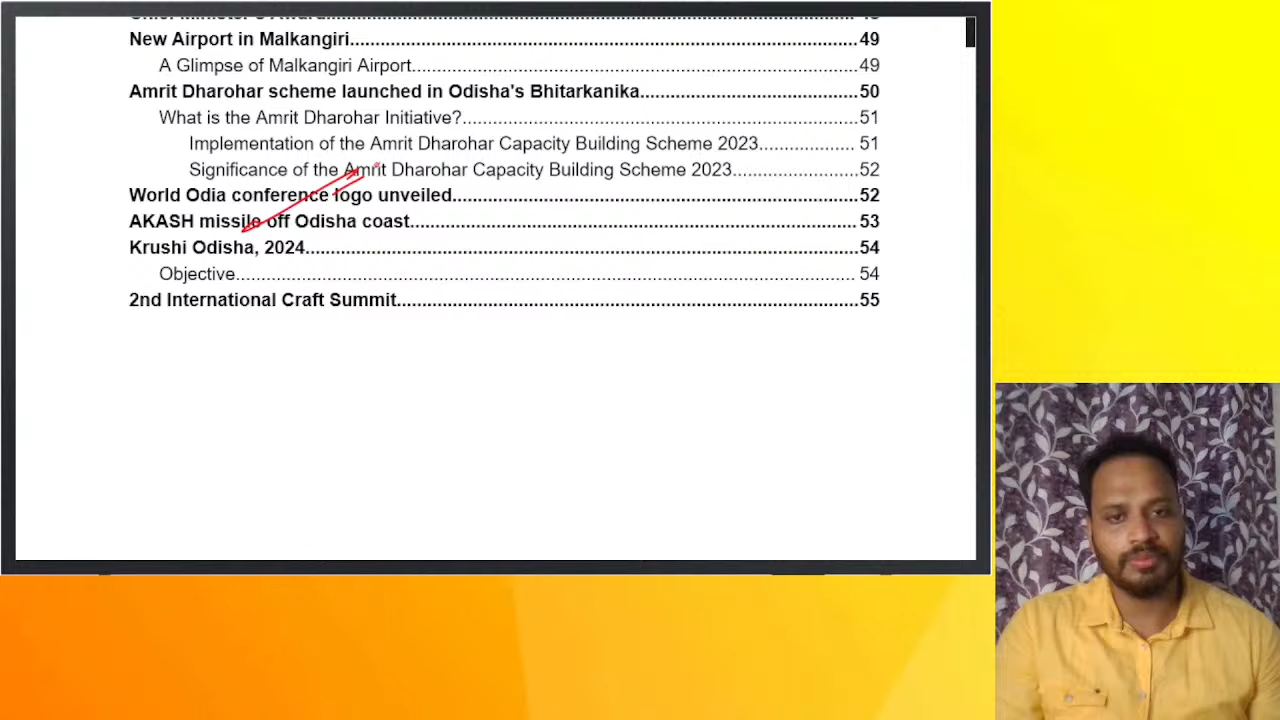 New Airport in Malkangiri..........................................................................................49
A Glimpse of Malkangiri Airport..............................................................................49
Amrit Dharohar scheme launched in Odisha's Bhitarkanika.......................................50
What is the Amrit Dharohar Initiative?.....................................................................51
Implementation of the Amrit Dharohar Capacity Building Scheme 2023.................. 51
Significance of the Amrit Dharohar Capacity Building Scheme 2023.......................52
World Odia conference logo unveiled......................................................................52
AKASH missile off Odisha coast..............................................................................53
Krushi Odisha, 2024................................................................................................54
Objective................................................................................................................ 54
2nd International Craft Summit................................................................................55